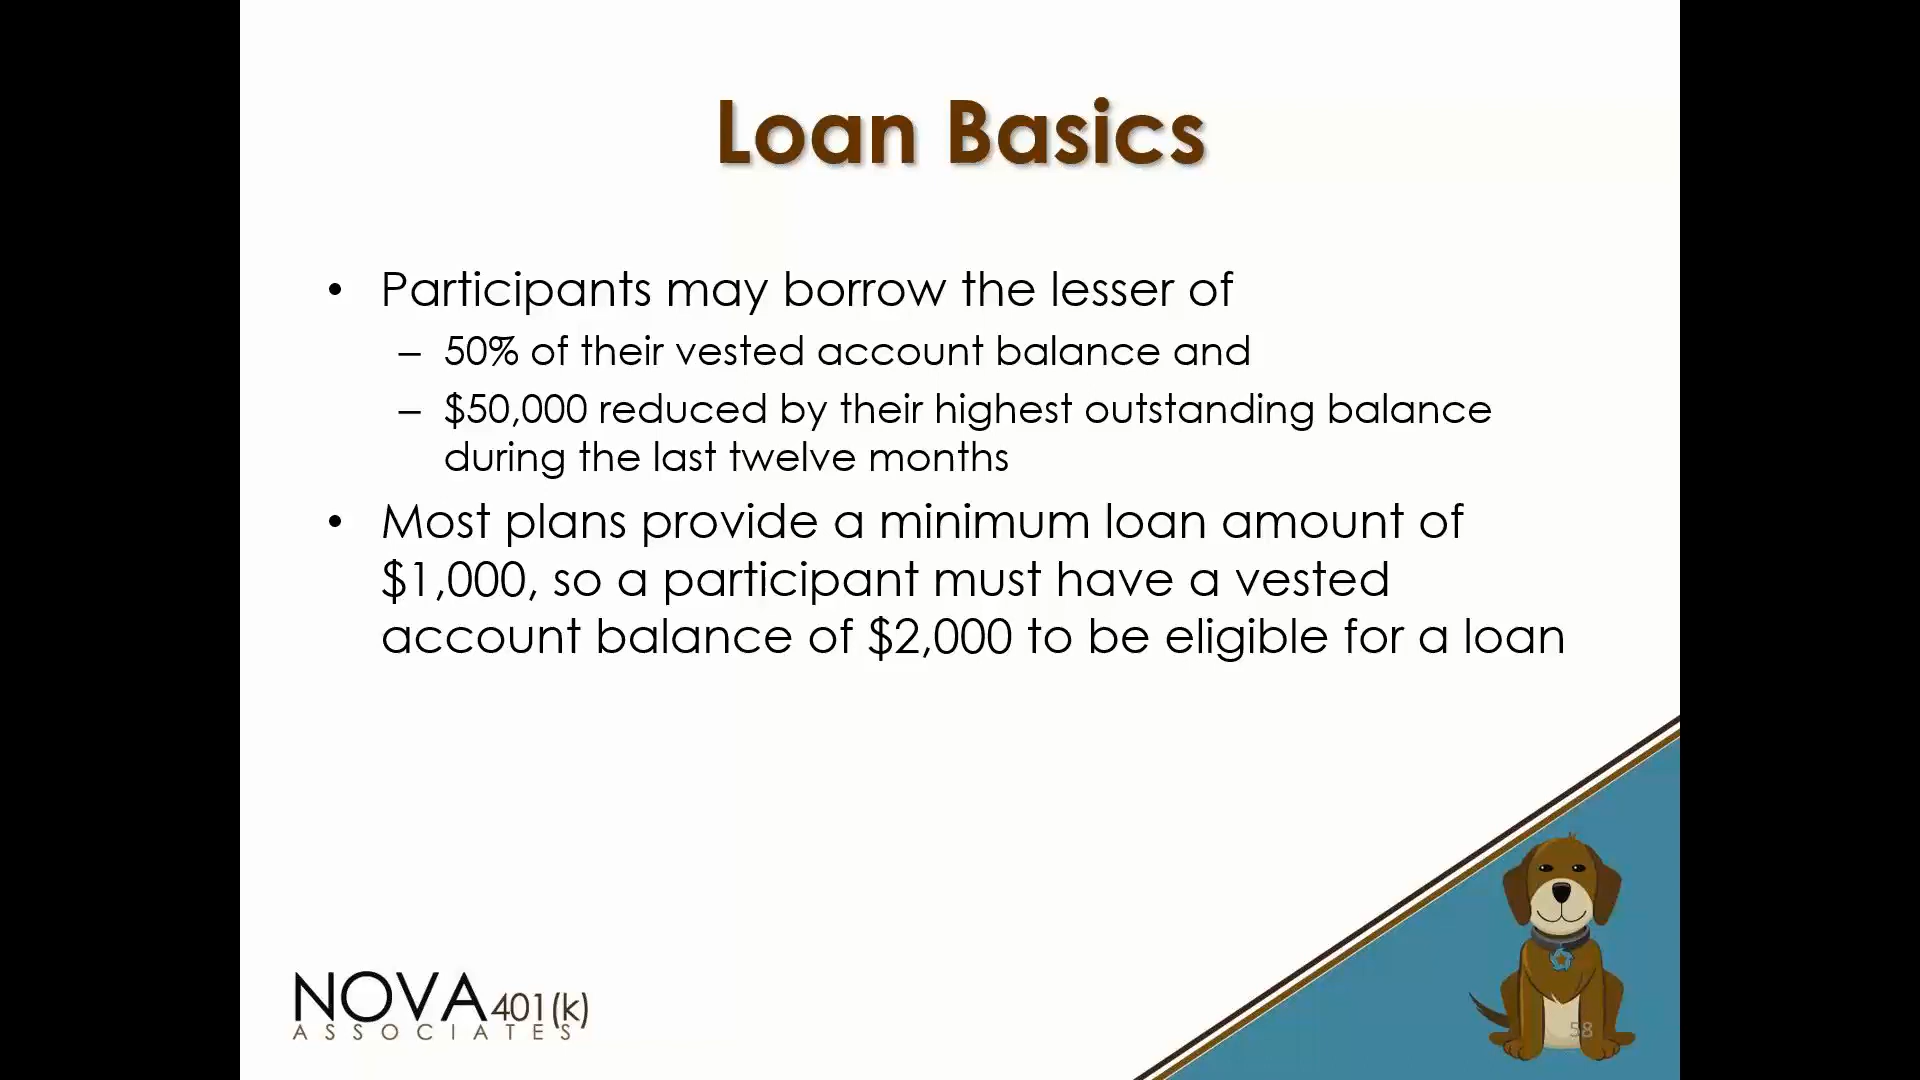 Loan Basics
• Participants may borrow the lesser of
– 50% of their vested account balance and
– $50,000 reduced by their highest outstanding balance
during the last twelve months
• Most plans provide a minimum loan amount of
$1,000, so a participant must have a vested
account balance of $2,000 to be eligible for a loan
NOVA 401(k)
ASSOCIATES
58